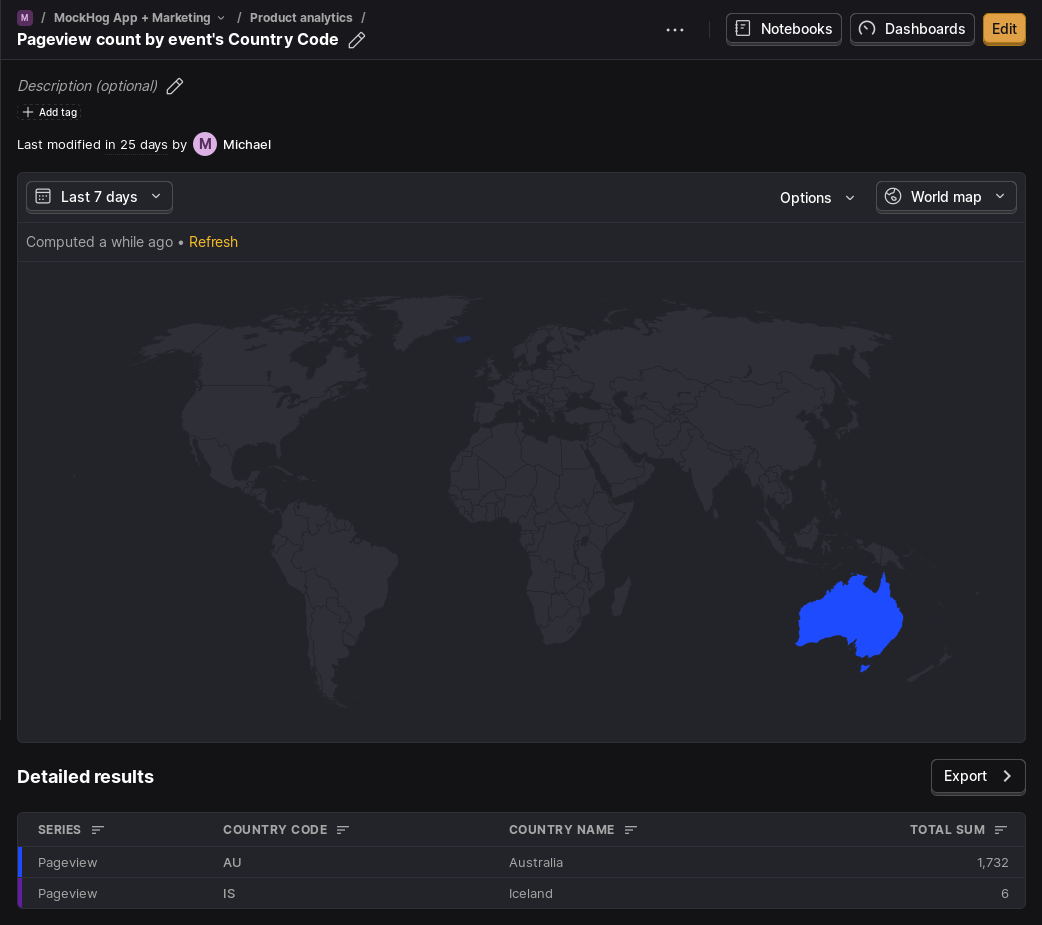 M / MockHog App + Marketing / Product analytics /
Pageview count by event's Country Code
Notebooks
Dashboards
Edit
Description (optional)
Add tag
Last modified in 25 days by M Michael
Last 7 days
Options
World map
Computed a while ago • Refresh
Detailed results
Export
SERIES COUNTRY CODE COUNTRY NAME TOTAL SUM
Pageview AU Australia 1,732
Pageview IS Iceland 6